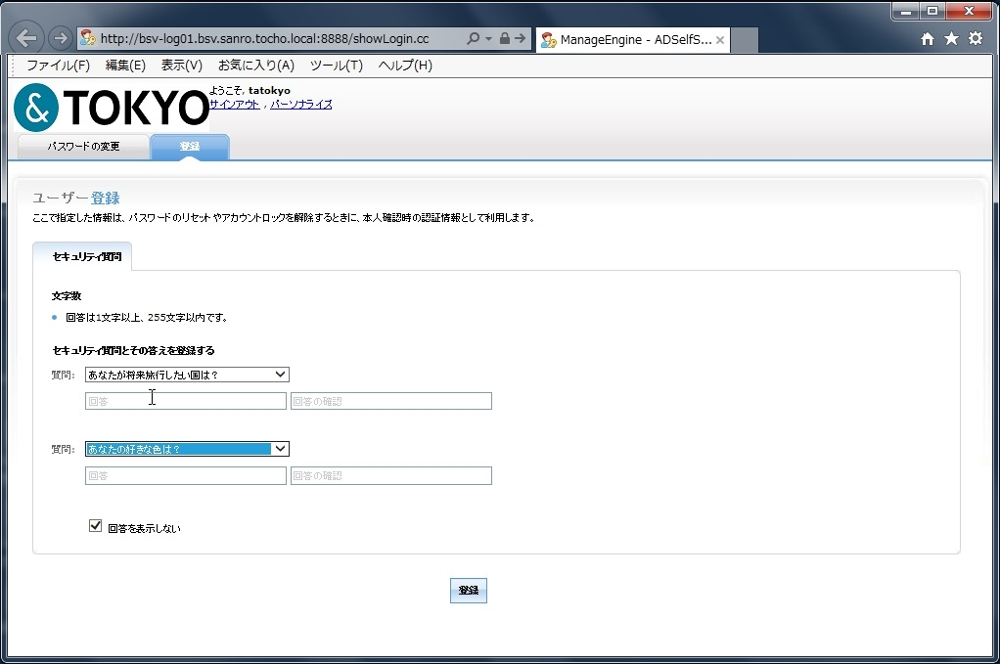 http://bsv-log01.bsv.sanro.tocho.local:8888/showLogin.cc
ManageEngine - ADSelfS...
ファイル(F) 編集(E) 表示(V) お気に入り(A) ツール(T) ヘルプ(H)
& TOKYO
ようこそ, tatokyo
サインアウト , パーソナライズ
パスワードの変更 登録
ユーザー登録
ここで指定した情報は、パスワードのリセットやアカウントロックを解除するときに、本人確認時の認証情報として利用します。
セキュリティ質問
文字数
回答は1文字以上、255文字以内です。
セキュリティ質問とその答えを登録する
質問: あなたが将来旅行したい国は?
回答 回答の確認
質問: あなたの好きな色は?
回答 回答の確認
回答を表示しない
登録